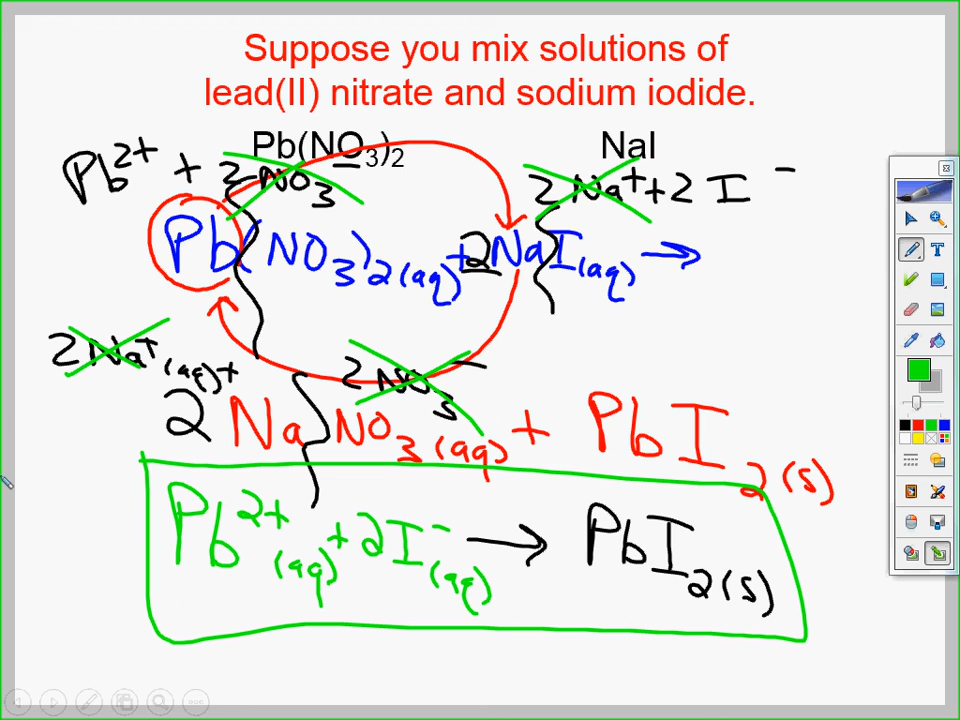 Suppose you mix solutions of
lead(II) nitrate and sodium iodide.
Pb(NO₃)₂ NaI
Pb²⁺ + 2 NO₃⁻ 2 Na⁺ + 2 I⁻
Pb(NO₃)₂(aq) + 2NaI(aq) →
2 Na⁺(aq) + 2 NO₃⁻
2 NaNO₃(aq) + PbI₂(s)
Pb²⁺(aq) + 2I⁻(aq) → PbI₂(s)
T